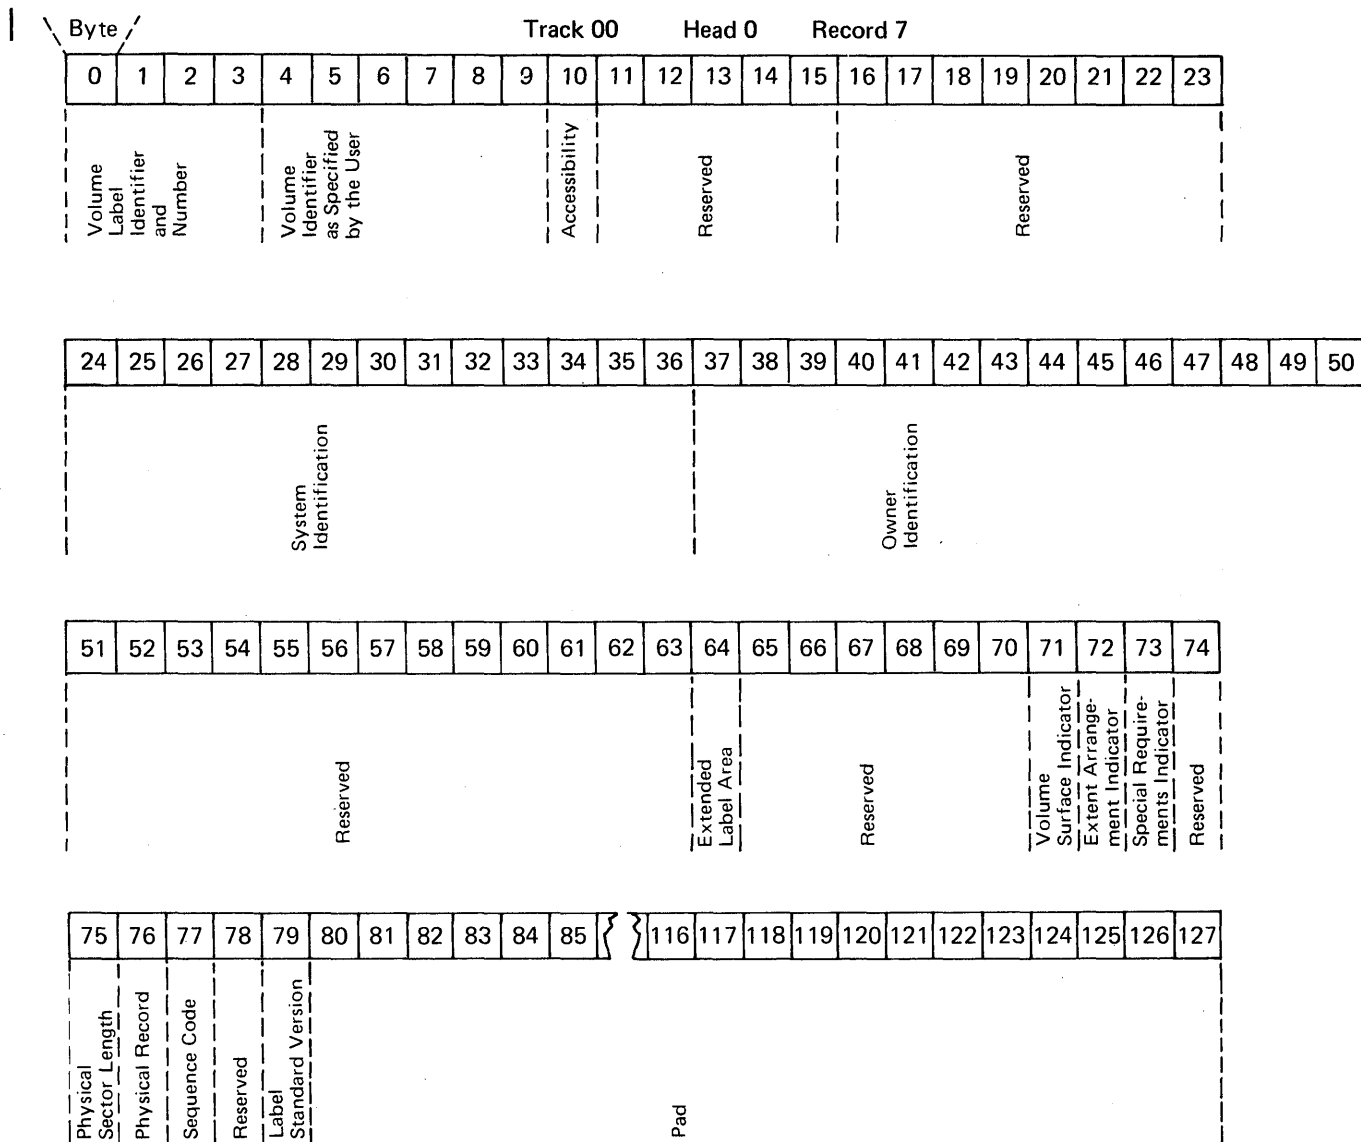 Byte
Track 00 Head 0 Record 7
0 1 2 3 4 5 6 7 8 9 10 11 12 13 14 15 16 17 18 19 20 21 22 23
Volume
Label
Identifier
and
Number
Volume
Identifier
as Specified
by the User
Accessibility
Reserved
Reserved
24 25 26 27 28 29 30 31 32 33 34 35 36 37 38 39 40 41 42 43 44 45 46 47 48 49 50
System
Identification
Owner
Identification
51 52 53 54 55 56 57 58 59 60 61 62 63 64 65 66 67 68 69 70 71 72 73 74
Reserved
Extended
Label Area
Reserved
Volume
Surface Indicator
Extent Arrange-
ment Indicator
Special Require-
ments Indicator
Reserved
75 76 77 78 79 80 81 82 83 84 85 116 117 118 119 120 121 122 123 124 125 126 127
Physical
Sector Length
Physical Record
Sequence Code
Reserved
Label
Standard Version
Pad